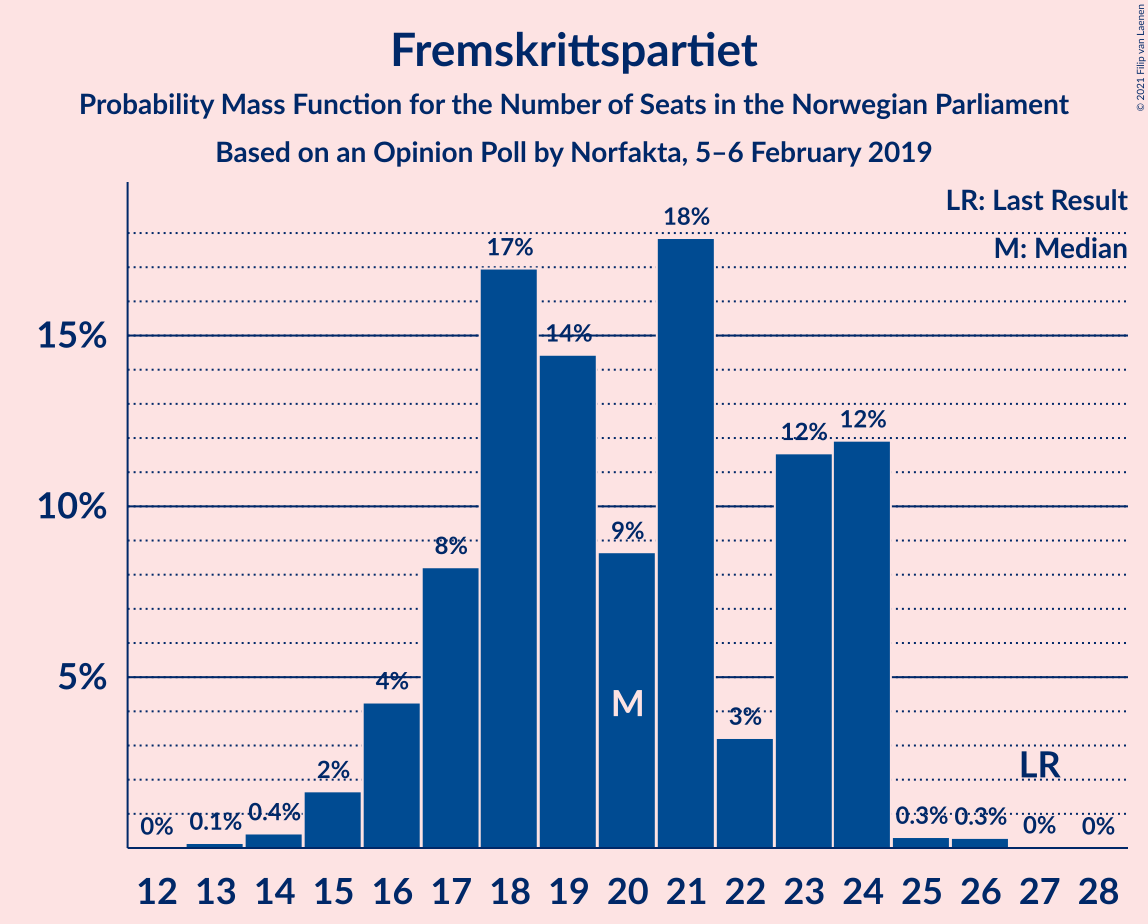 Fremskrittspartiet
Probability Mass Function for the Number of Seats in the Norwegian Parliament
Based on an Opinion Poll by Norfakta, 5–6 February 2019
© 2021 Filip van Laenen
LR: Last Result
M: Median
18%
17%
15%
14%
12%
12%
10%
9%
8%
5%
4%
M
3%
2%
LR
0%
0.1%
0.4%
0.3%
0.3%
0%
0%
12 13 14 15 16 17 18 19 20 21 22 23 24 25 26 27 28